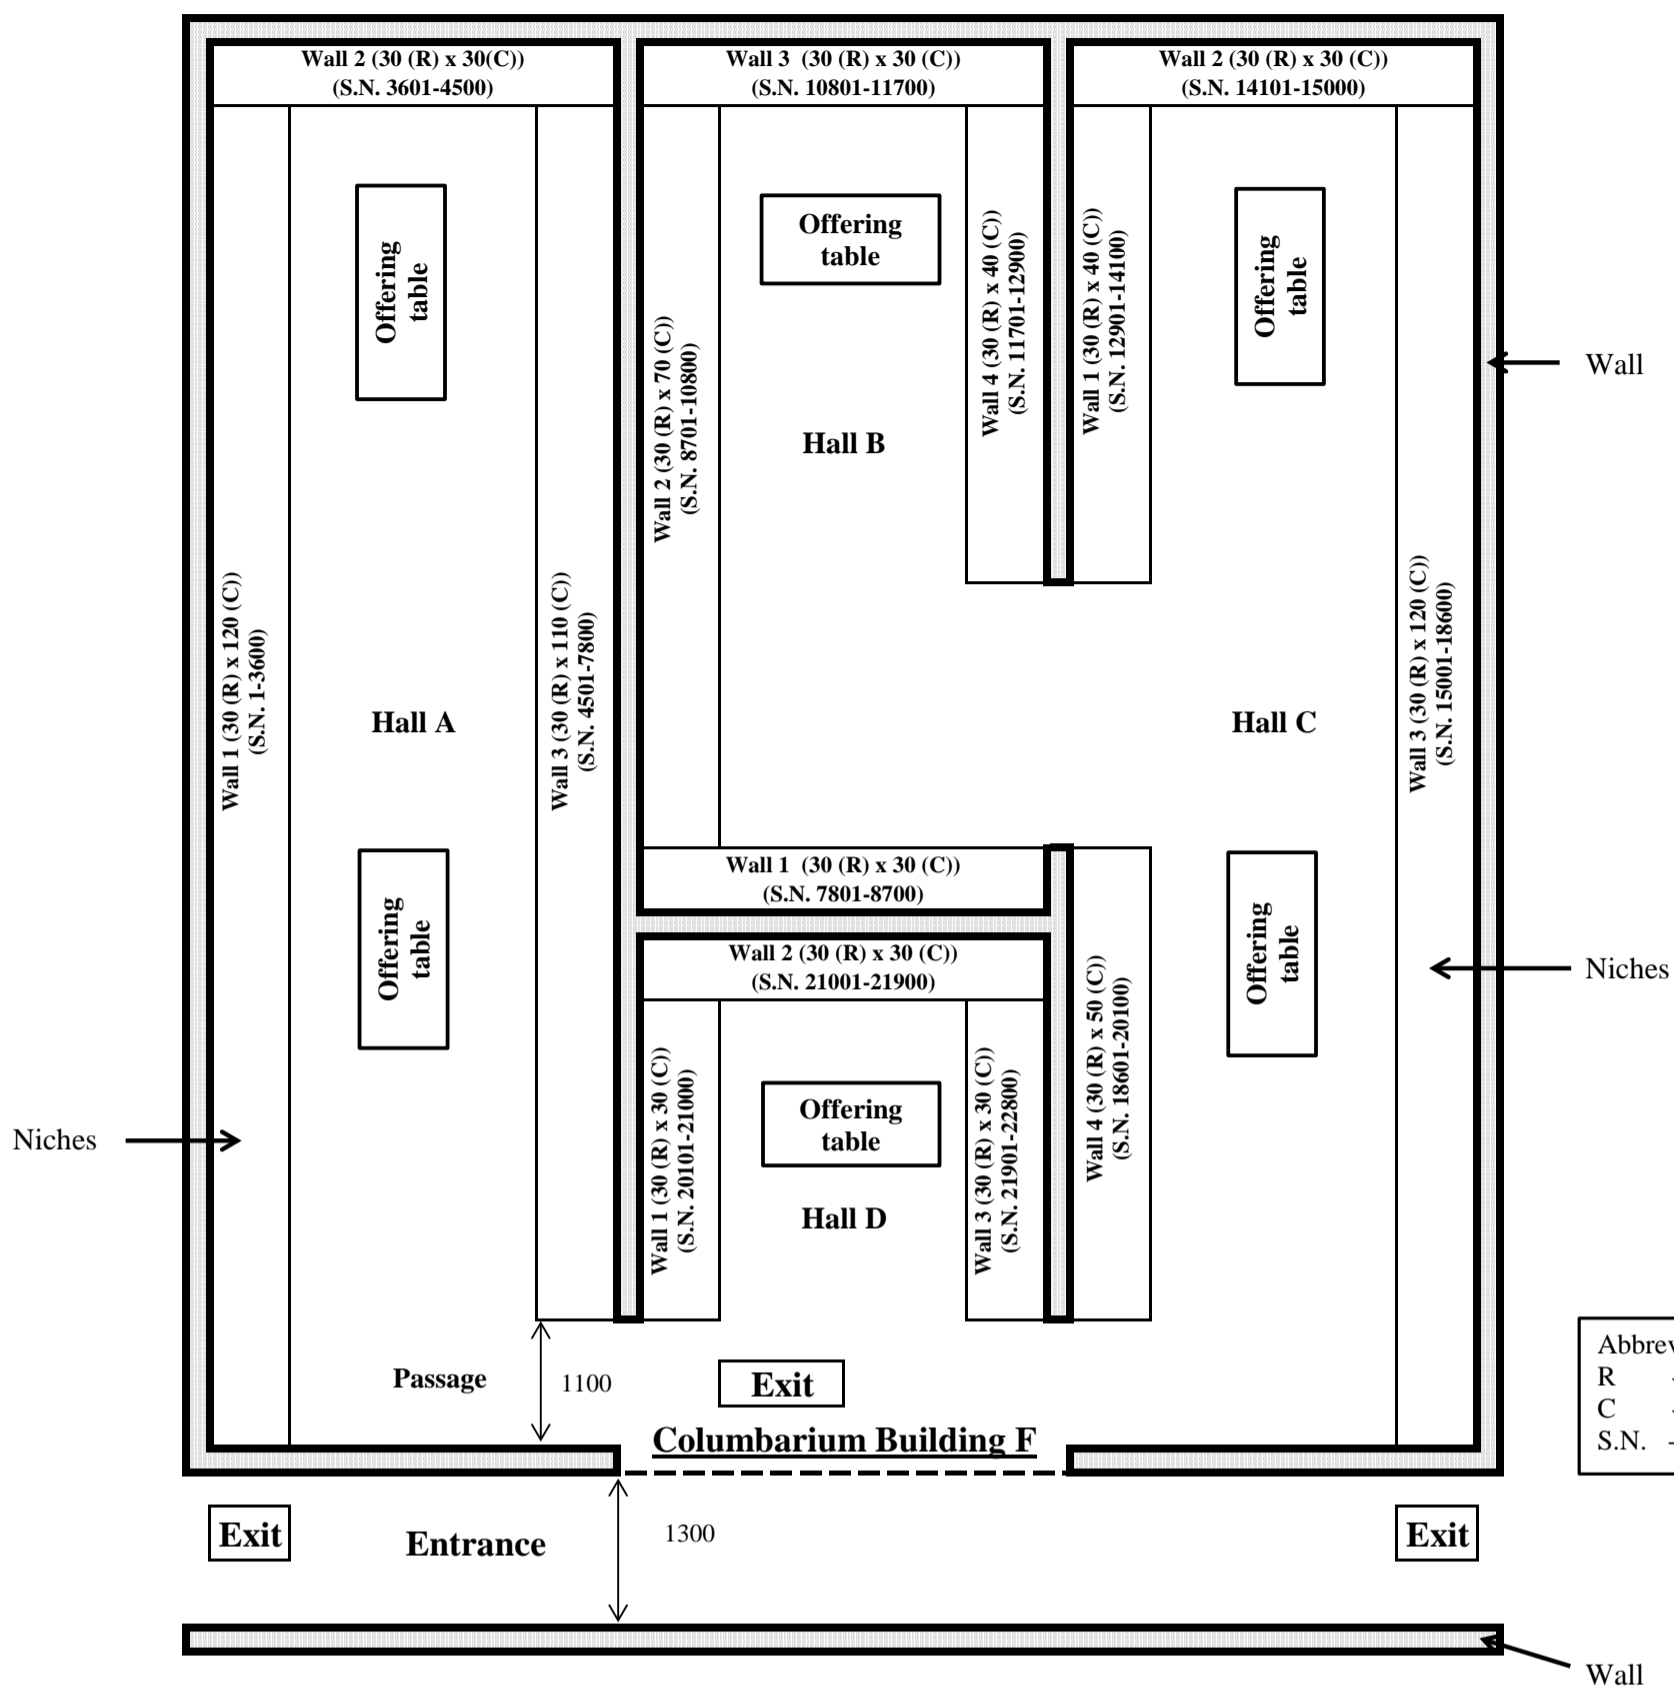 Wall 2 (30 (R) x 30(C))
(S.N. 3601-4500)
Wall 3 (30 (R) x 30 (C))
(S.N. 10801-11700)
Wall 2 (30 (R) x 30 (C))
(S.N. 14101-15000)
Offering
table
Offering
table
Offering
table
Wall 4 (30 (R) x 40 (C))
(S.N. 11701-12900)
Wall 1 (30 (R) x 40 (C))
(S.N. 12901-14100)
Wall
Wall 2 (30 (R) x 70 (C))
(S.N. 8701-10800)
Hall B
Wall 1 (30 (R) x 120 (C))
(S.N. 1-3600)
Hall A
Wall 3 (30 (R) x 110 (C))
(S.N. 4501-7800)
Hall C
Wall 3 (30 (R) x 120 (C))
(S.N. 15001-18600)
Wall 1 (30 (R) x 30 (C))
(S.N. 7801-8700)
Offering
table
Offering
table
Wall 2 (30 (R) x 30 (C))
(S.N. 21001-21900)
Niches
Wall 4 (30 (R) x 50 (C))
(S.N. 18601-20100)
Wall 1 (30 (R) x 30 (C))
(S.N. 20101-21000)
Offering
table
Wall 3 (30 (R) x 30 (C))
(S.N. 21901-22800)
Niches
Hall D
Passage
1100
Exit
Columbarium Building F
R
C
S.N.
Exit
Entrance
1300
Exit
Wall